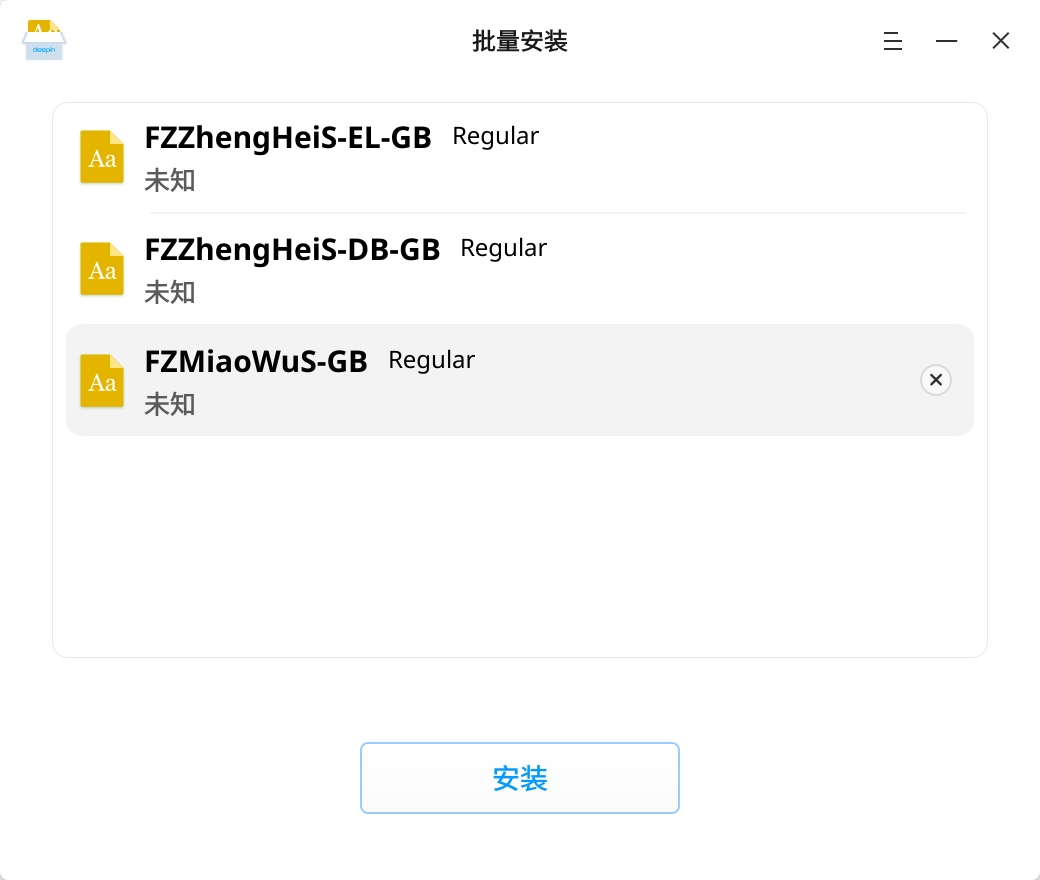 deepin
批量安装
Aa
FZZhengHeiS-EL-GB Regular
未知
Aa
FZZhengHeiS-DB-GB Regular
未知
Aa
FZMiaoWuS-GB Regular
未知
安装